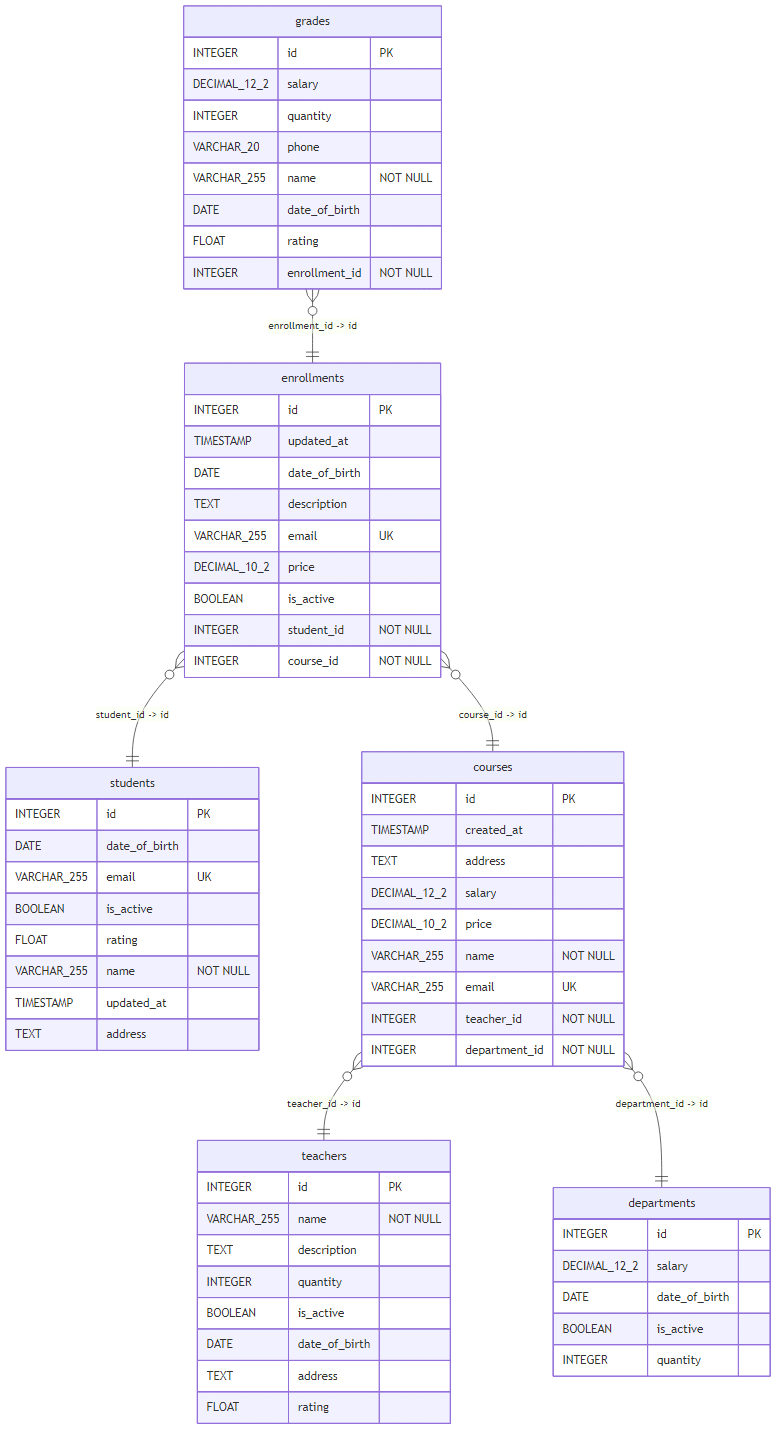 grades
INTEGER id PK
DECIMAL_12_2 salary
INTEGER quantity
VARCHAR_20 phone
VARCHAR_255 name NOT NULL
DATE date_of_birth
FLOAT rating
INTEGER enrollment_id NOT NULL
enrollment_id -> id
enrollments
INTEGER id PK
TIMESTAMP updated_at
DATE date_of_birth
TEXT description
VARCHAR_255 email UK
DECIMAL_10_2 price
BOOLEAN is_active
INTEGER student_id NOT NULL
INTEGER course_id NOT NULL
student_id -> id
course_id -> id
students
INTEGER id PK
DATE date_of_birth
VARCHAR_255 email UK
BOOLEAN is_active
FLOAT rating
VARCHAR_255 name NOT NULL
TIMESTAMP updated_at
TEXT address
courses
INTEGER id PK
TIMESTAMP created_at
TEXT address
DECIMAL_12_2 salary
DECIMAL_10_2 price
VARCHAR_255 name NOT NULL
VARCHAR_255 email UK
INTEGER teacher_id NOT NULL
INTEGER department_id NOT NULL
teacher_id -> id
department_id -> id
teachers
INTEGER id PK
VARCHAR_255 name NOT NULL
TEXT description
INTEGER quantity
BOOLEAN is_active
DATE date_of_birth
TEXT address
FLOAT rating
departments
INTEGER id PK
DECIMAL_12_2 salary
DATE date_of_birth
BOOLEAN is_active
INTEGER quantity